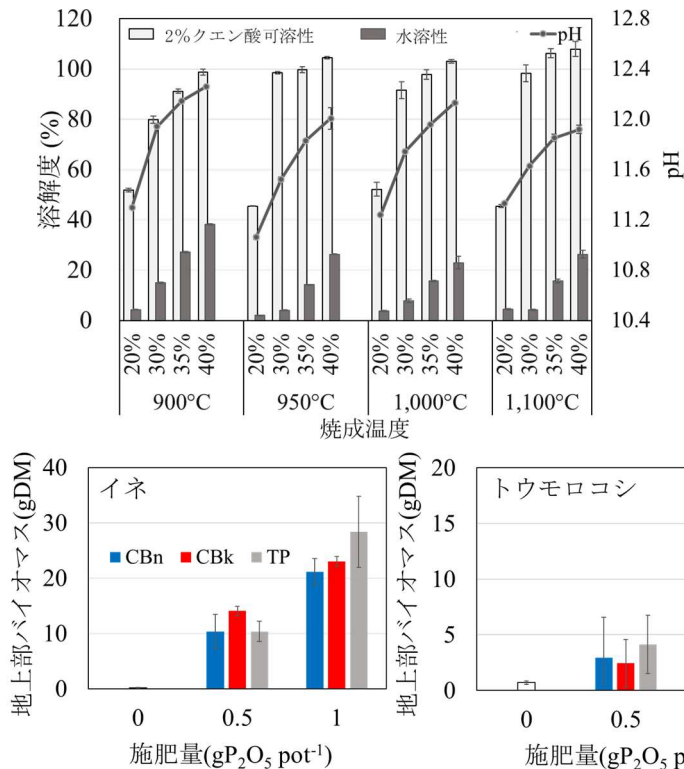 2%クエン酸可溶性 水溶性 pH
溶解度 (%)
120
100
80
60
40
20
0
12.8
12.4
12.0
11.6
11.2
10.8
10.4
pH
20% 30% 35% 40% 20% 30% 35% 40% 20% 30% 35% 40% 20% 30% 35% 40%
900°C 950°C 1,000°C 1,100°C
焼成温度
イネ
地上部バイオマス(gDM)
40
30
20
10
0
CBn CBk TP
0 0.5 1
施肥量(gP₂O₅ pot⁻¹)
トウモロコシ
地上部バイオマス(gDM)
20
15
10
5
0
0 0.5
施肥量(gP₂O₅ p